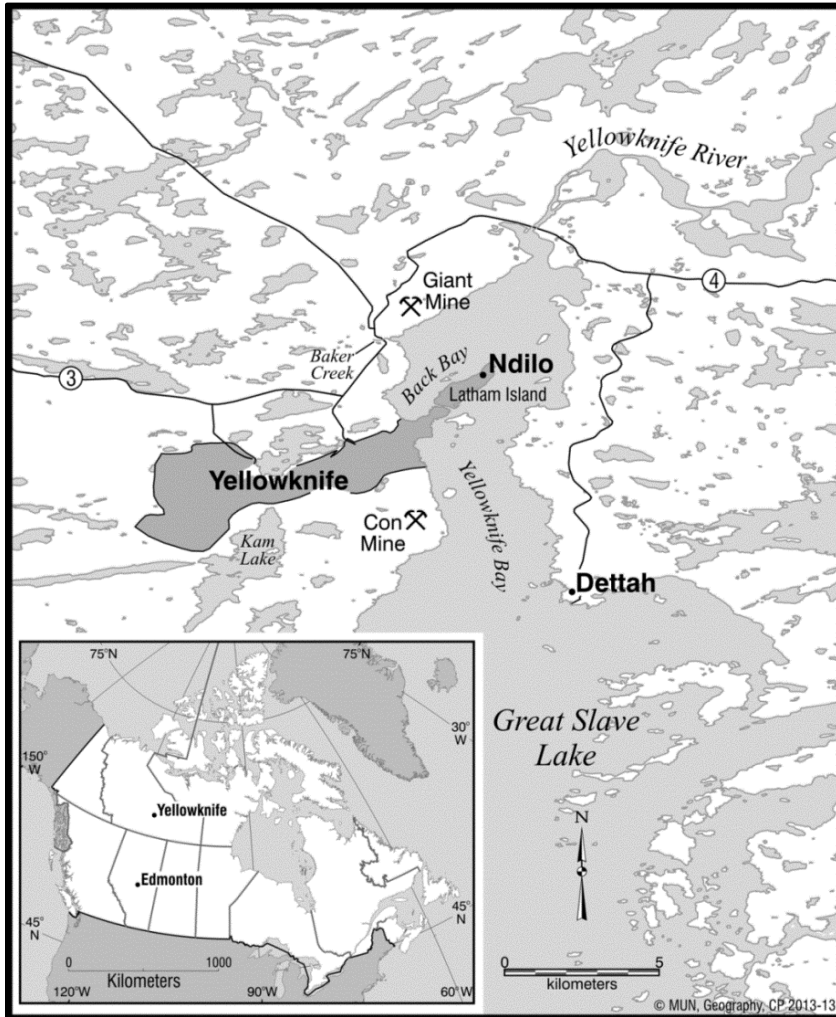 Yellowknife River
4
Giant
Mine
Baker
Creek
Back Bay
Ndilo
Latham Island
3
Yellowknife
Yellowknife Bay
Con
Mine
Kam
Lake
Dettah
Great Slave
Lake
N
0 5
kilometers
75°N
75°N
30°
W
150°
W
Yellowknife
Edmonton
45°
N
45°
N
0 1000
Kilometers
120°W
90°W
60°W
© MUN, Geography, CP 2013-13